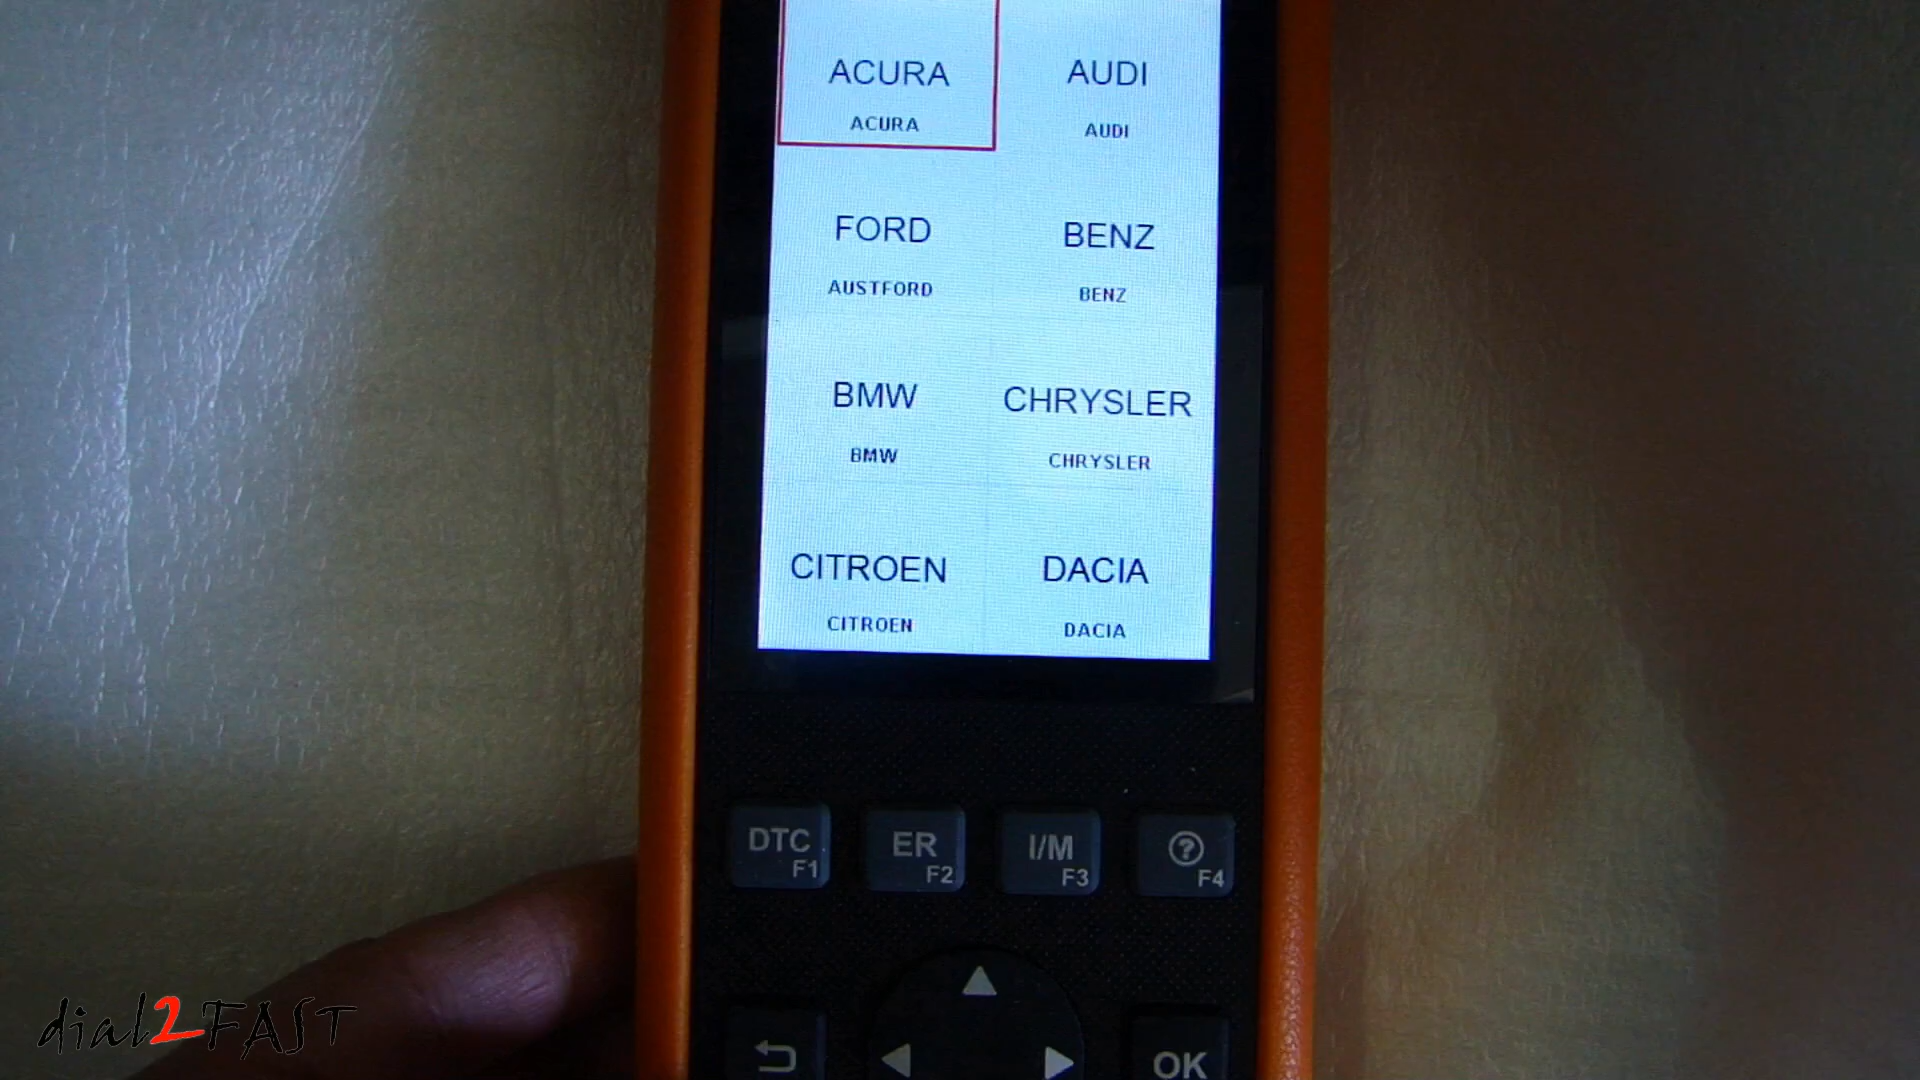 ACURA AUDI
ACURA AUDI
FORD BENZ
AUSTFORD BENZ
BMW CHRYSLER
BMW CHRYSLER
CITROEN DACIA
CITROEN DACIA
DTC F1
ER F2
I/M F3
? F4
OK
dial2FAST